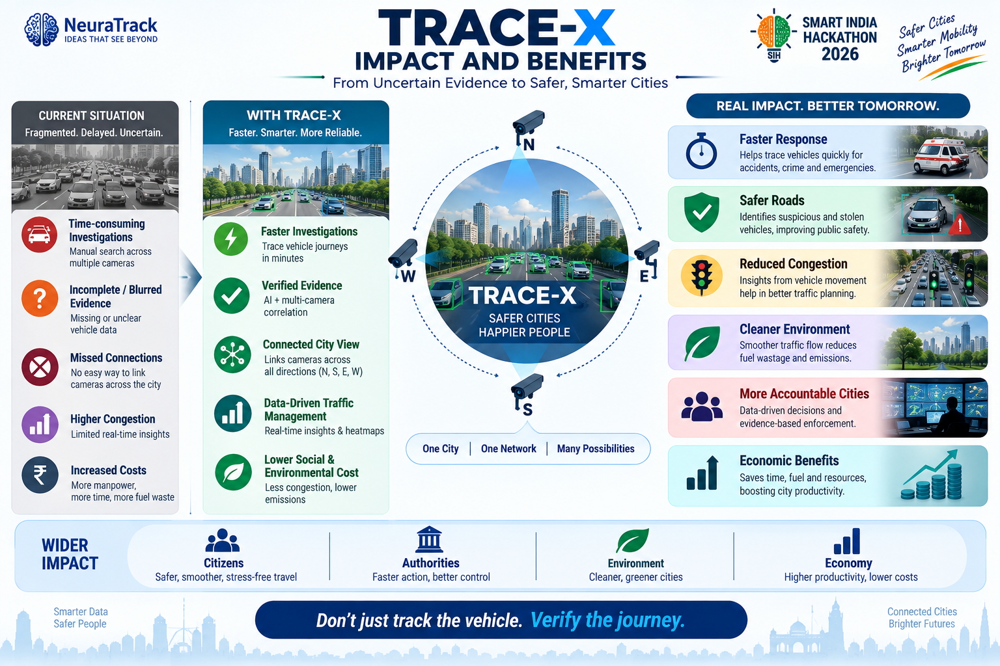 NeuraTrack
IDEAS THAT SEE BEYOND
TRACE-X
IMPACT AND BENEFITS
From Uncertain Evidence to Safer, Smarter Cities
SIH
SMART INDIA
HACKATHON
2026
Safer Cities
Smarter Mobility
Brighter Tomorrow
CURRENT SITUATION
Fragmented. Delayed. Uncertain.
Time-consuming
Investigations
Manual search across
multiple cameras
?
Incomplete / Blurred
Evidence
Missing or unclear
vehicle data
Missed Connections
No easy way to link
cameras across the city
Higher Congestion
Limited real-time insights
₹
Increased Costs
More manpower,
more time, more fuel waste
WITH TRACE-X
Faster. Smarter. More Reliable.
Faster Investigations
Trace vehicle journeys
in minutes
Verified Evidence
AI + multi-camera
correlation
Connected City View
Links cameras across
all directions (N, S, E, W)
Data-Driven Traffic
Management
Real-time insights & heatmaps
Lower Social &
Environmental Cost
Less congestion, lower
emissions
N
W
E
TRACE-X
SAFER CITIES
HAPPIER PEOPLE
S
One City | One Network | Many Possibilities
REAL IMPACT. BETTER TOMORROW.
Faster Response
Helps trace vehicles quickly for
accidents, crime and emergencies.
Safer Roads
Identifies suspicious and stolen
vehicles, improving public safety.
!
Reduced Congestion
Insights from vehicle movement
help in better traffic planning.
Cleaner Environment
Smoother traffic flow reduces
fuel wastage and emissions.
More Accountable Cities
Data-driven decisions and
evidence-based enforcement.
Economic Benefits
Saves time, fuel and resources,
boosting city productivity.
WIDER
IMPACT
Citizens
Safer, smoother, stress-free travel
Authorities
Faster action, better control
Environment
Cleaner, greener cities
Economy
Higher productivity, lower costs
Smarter Data
Safer People
Don't just track the vehicle. Verify the journey.
Connected Cities
Brighter Futures